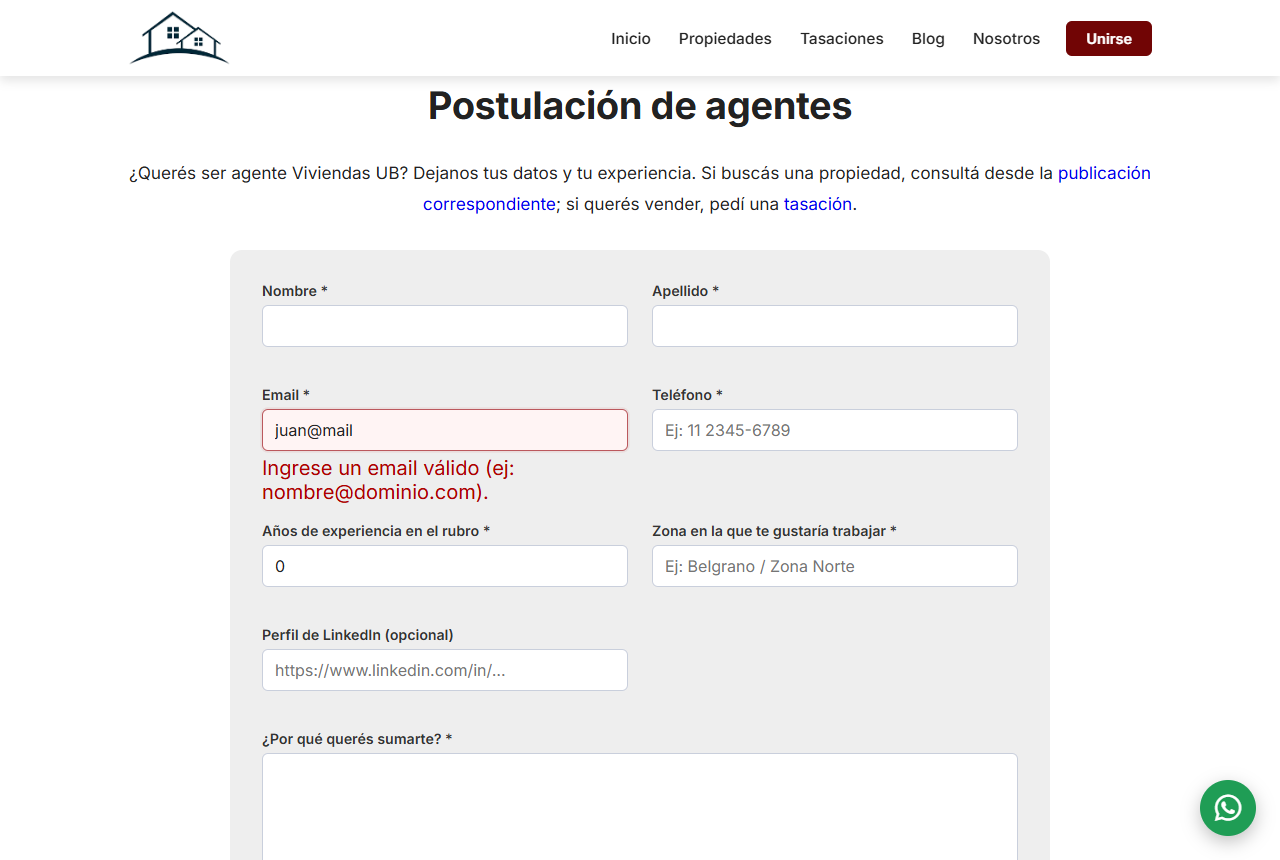 Inicio Propiedades Tasaciones Blog Nosotros Unirse
Postulación de agentes
¿Querés ser agente Viviendas UB? Dejanos tus datos y tu experiencia. Si buscás una propiedad, consultá desde la publicación
correspondiente; si querés vender, pedí una tasación.
Nombre * Apellido *
Email * Teléfono *
juan@mail Ej: 11 2345-6789
Ingrese un email válido (ej:
nombre@dominio.com).
Años de experiencia en el rubro * Zona en la que te gustaría trabajar *
0 Ej: Belgrano / Zona Norte
Perfil de LinkedIn (opcional)
https://www.linkedin.com/in/...
¿Por qué querés sumarte? *